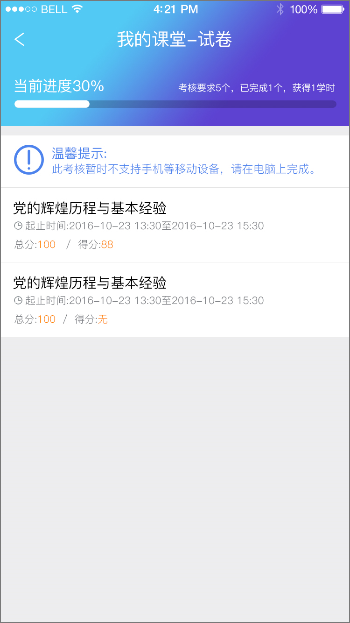 BELL 4:21 PM 100%
我的课堂-试卷
当前进度30% 考核要求5个，已完成1个，获得1学时
温馨提示:
此考核暂时不支持手机等移动设备，请在电脑上完成。
党的辉煌历程与基本经验
起止时间:2016-10-23 13:30至2016-10-23 15:30
总分:100 / 得分:88
党的辉煌历程与基本经验
起止时间:2016-10-23 13:30至2016-10-23 15:30
总分:100 / 得分:无